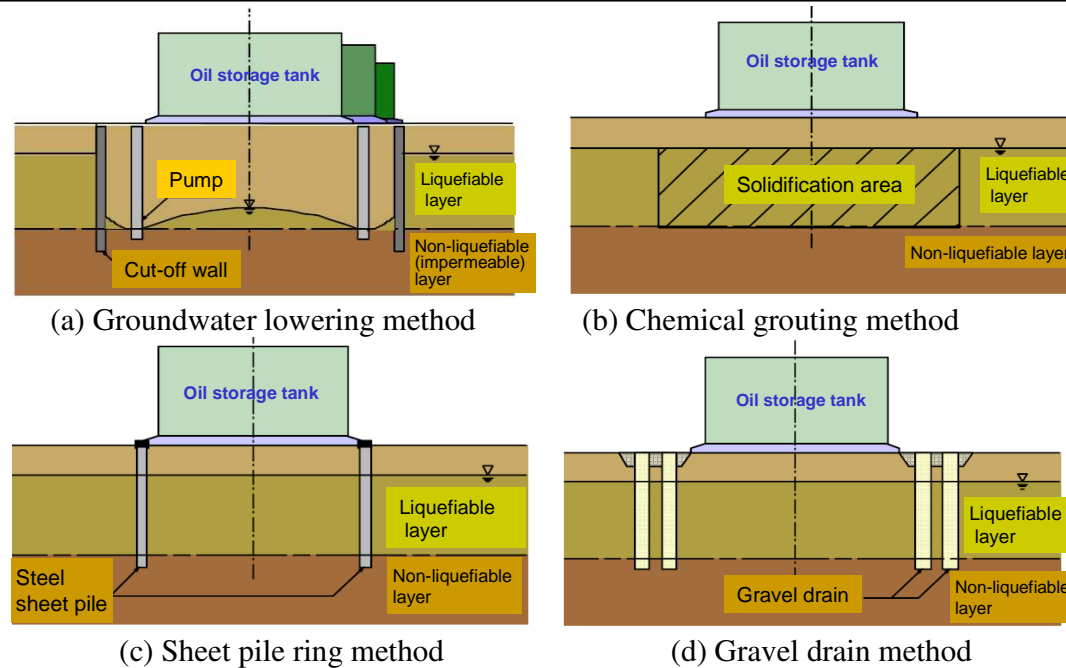 Oil storage tank
Pump
Liquefiable
layer
Cut-off wall
Non-liquefiable
(impermeable)
layer
(a) Groundwater lowering method
Oil storage tank
Solidification area
Liquefiable
layer
Non-liquefiable layer
(b) Chemical grouting method
Oil storage tank
Liquefiable
layer
Steel
sheet pile
Non-liquefiable
layer
(c) Sheet pile ring method
Oil storage tank
Liquefiable
layer
Gravel drain
Non-liquefiable
layer
(d) Gravel drain method